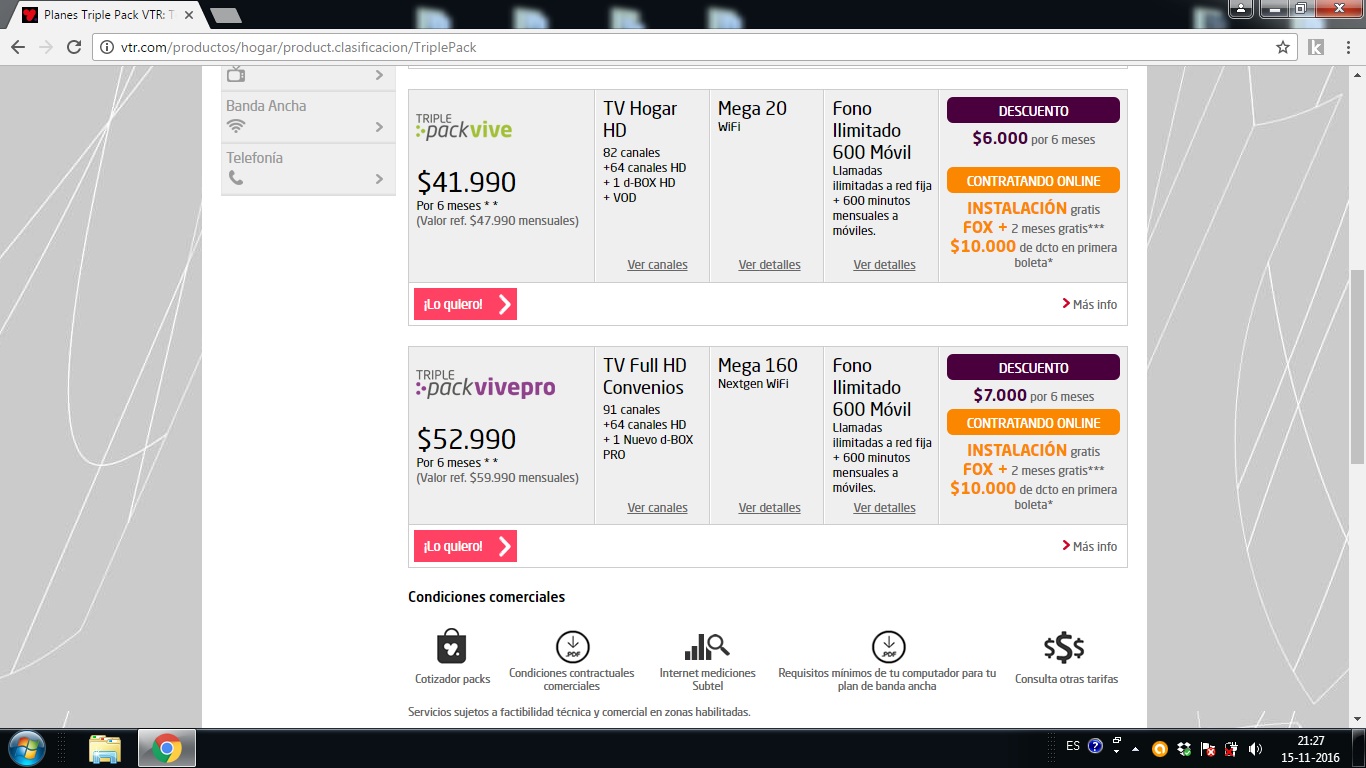 Planes Triple Pack VTR: T
vtr.com/productos/hogar/product.clasificacion/TriplePack
Banda Ancha
Telefonía
TRIPLE
packvive
$41.990
Por 6 meses * *
(Valor ref. $47.990 mensuales)
TV Hogar
HD
82 canales
+64 canales HD
+ 1 d-BOX HD
+ VOD
Ver canales
Mega 20
WiFi
Ver detalles
Fono
Ilimitado
600 Móvil
Llamadas
ilimitadas a red fija
+ 600 minutos
mensuales a
móviles.
Ver detalles
DESCUENTO
$6.000 por 6 meses
CONTRATANDO ONLINE
INSTALACIÓN gratis
FOX + 2 meses gratis***
$10.000 de dcto en primera
boleta*
¡Lo quiero!
Más info
TRIPLE
packvivepro
$52.990
Por 6 meses * *
(Valor ref. $59.990 mensuales)
TV Full HD
Convenios
91 canales
+64 canales HD
+ 1 Nuevo d-BOX
PRO
Ver canales
Mega 160
Nextgen WiFi
Ver detalles
Fono
Ilimitado
600 Móvil
Llamadas
ilimitadas a red fija
+ 600 minutos
mensuales a
móviles.
Ver detalles
DESCUENTO
$7.000 por 6 meses
CONTRATANDO ONLINE
INSTALACIÓN gratis
FOX + 2 meses gratis***
$10.000 de dcto en primera
boleta*
¡Lo quiero!
Más info
Condiciones comerciales
Cotizador packs
.PDF
Condiciones contractuales
comerciales
Internet mediciones
Subtel
.PDF
Requisitos mínimos de tu computador para tu
plan de banda ancha
$$$
Consulta otras tarifas
Servicios sujetos a factibilidad técnica y comercial en zonas habilitadas.
ES
21:27
15-11-2016